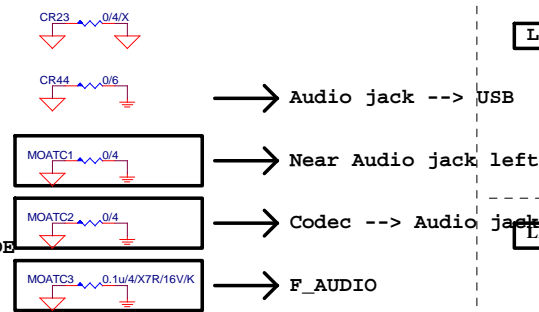 CR23 0/4/X
L
CR44 0/6
Audio jack --> USB
MOATC1 0/4
Near Audio jack left
MOATC2 0/4
Codec --> Audio jack
L
DE
MOATC3 0.1u/4/X7R/16V/K
F_AUDIO